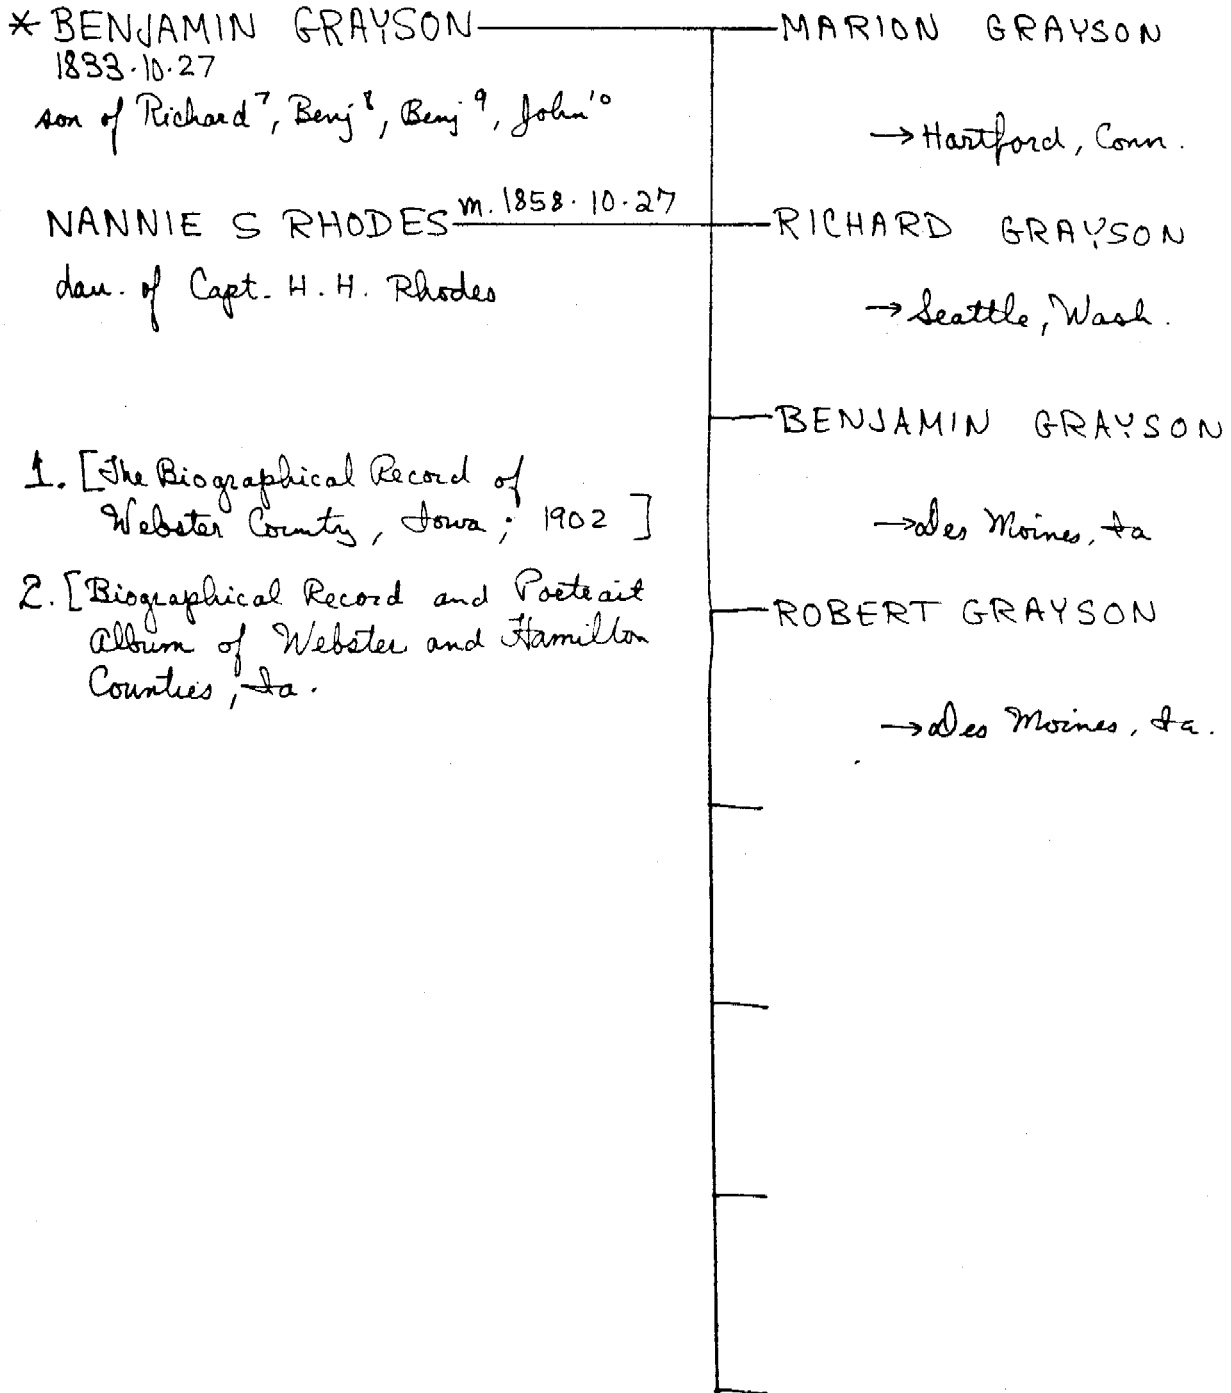 * BENJAMIN GRAYSON
1833.10.27
son of Richard⁷, Benj⁸, Benj⁹, John¹⁰
NANNIE S RHODES m. 1858.10.27
dau. of Capt. H. H. Rhodes
1. [The Biographical Record of
Webster County, Iowa; 1902]
2. [Biographical Record and Portrait
Album of Webster and Hamilton
Counties, Ia.
MARION GRAYSON
→ Hartford, Conn.
RICHARD GRAYSON
→ Seattle, Wash.
BENJAMIN GRAYSON
→ Des Moines, Ia
ROBERT GRAYSON
→ Des Moines, Ia.